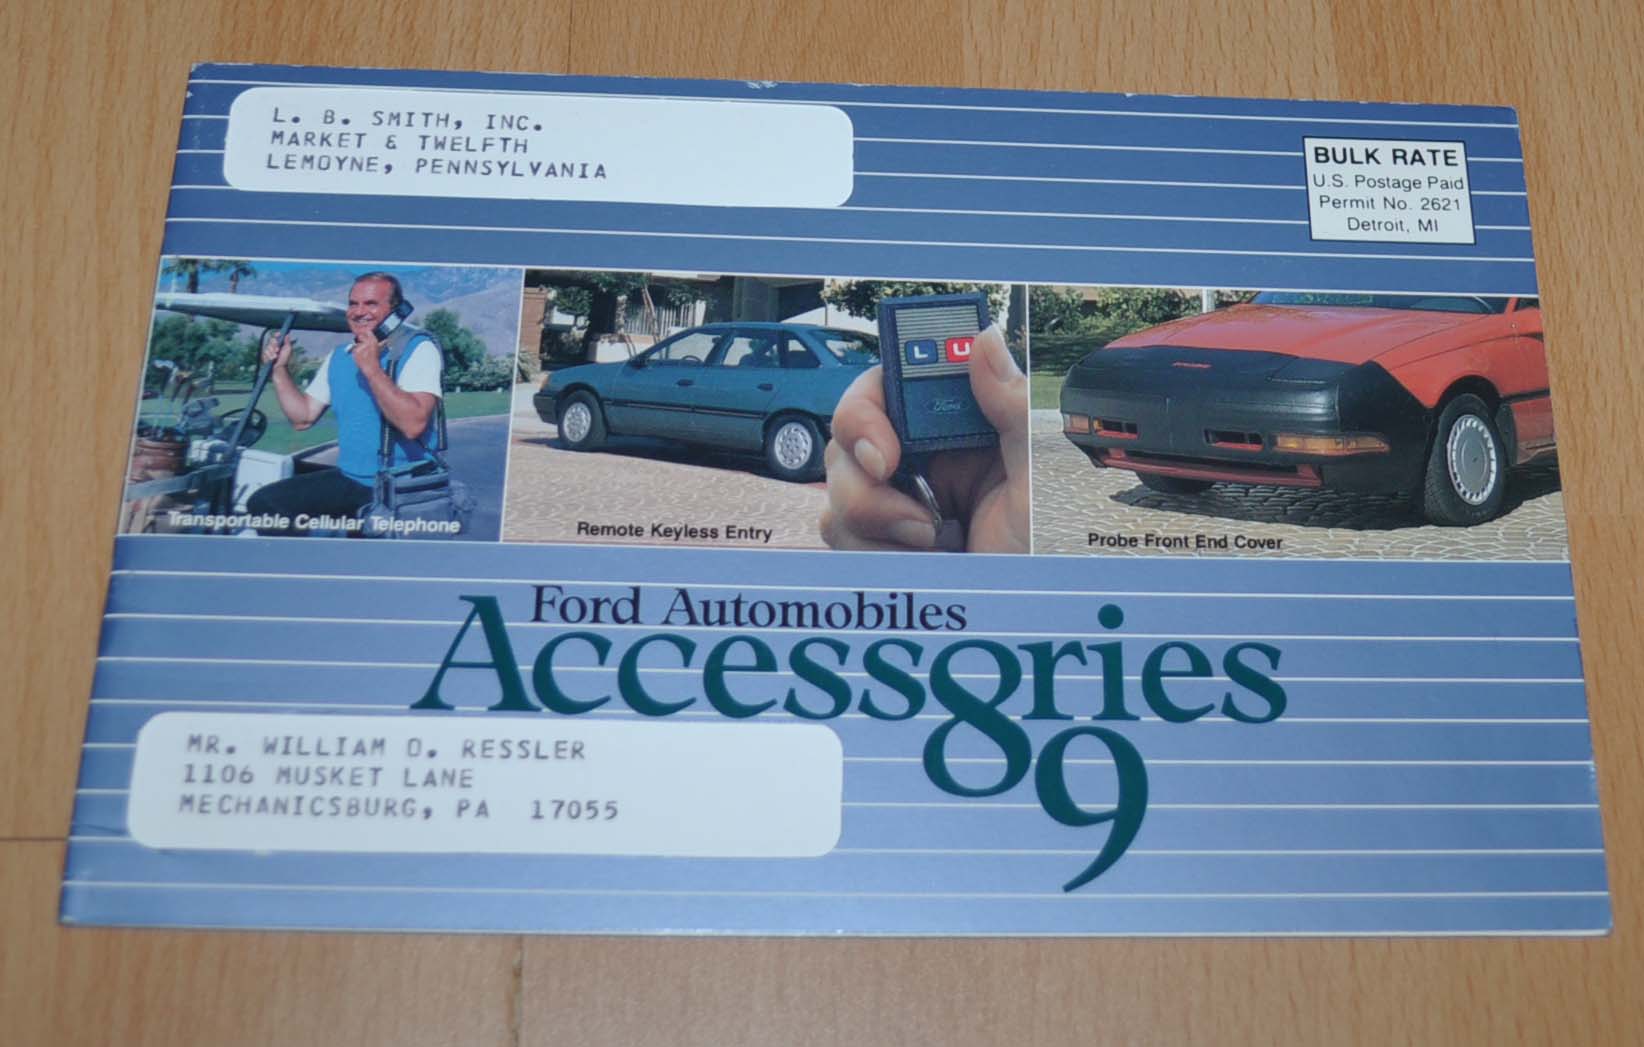 L. B. SMITH, INC.
MARKET & TWELFTH
LEMOYNE, PENNSYLVANIA
BULK RATE
U.S. Postage Paid
Permit No. 2621
Detroit, MI
L U
Ford
Transportable Cellular Telephone
Remote Keyless Entry
Probe Front End Cover
Ford Automobiles
Accessories
89
MR. WILLIAM O. RESSLER
1106 MUSKET LANE
MECHANICSBURG, PA 17055